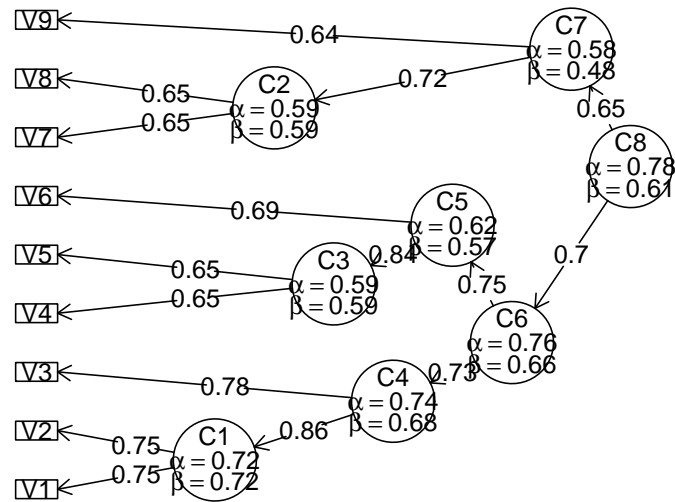 V9
V8
V7
V6
V5
V4
V3
V2
V1
C7
α = 0.58
β = 0.48
C2
α = 0.59
β = 0.59
C8
α = 0.78
β = 0.61
C5
α = 0.62
β = 0.57
C3
α = 0.59
β = 0.59
C6
α = 0.76
β = 0.66
C4
α = 0.74
β = 0.68
C1
α = 0.72
β = 0.72
0.64
0.72
0.65
0.65
0.65
0.69
0.84
0.65
0.65
0.75
0.7
0.73
0.78
0.86
0.75
0.75